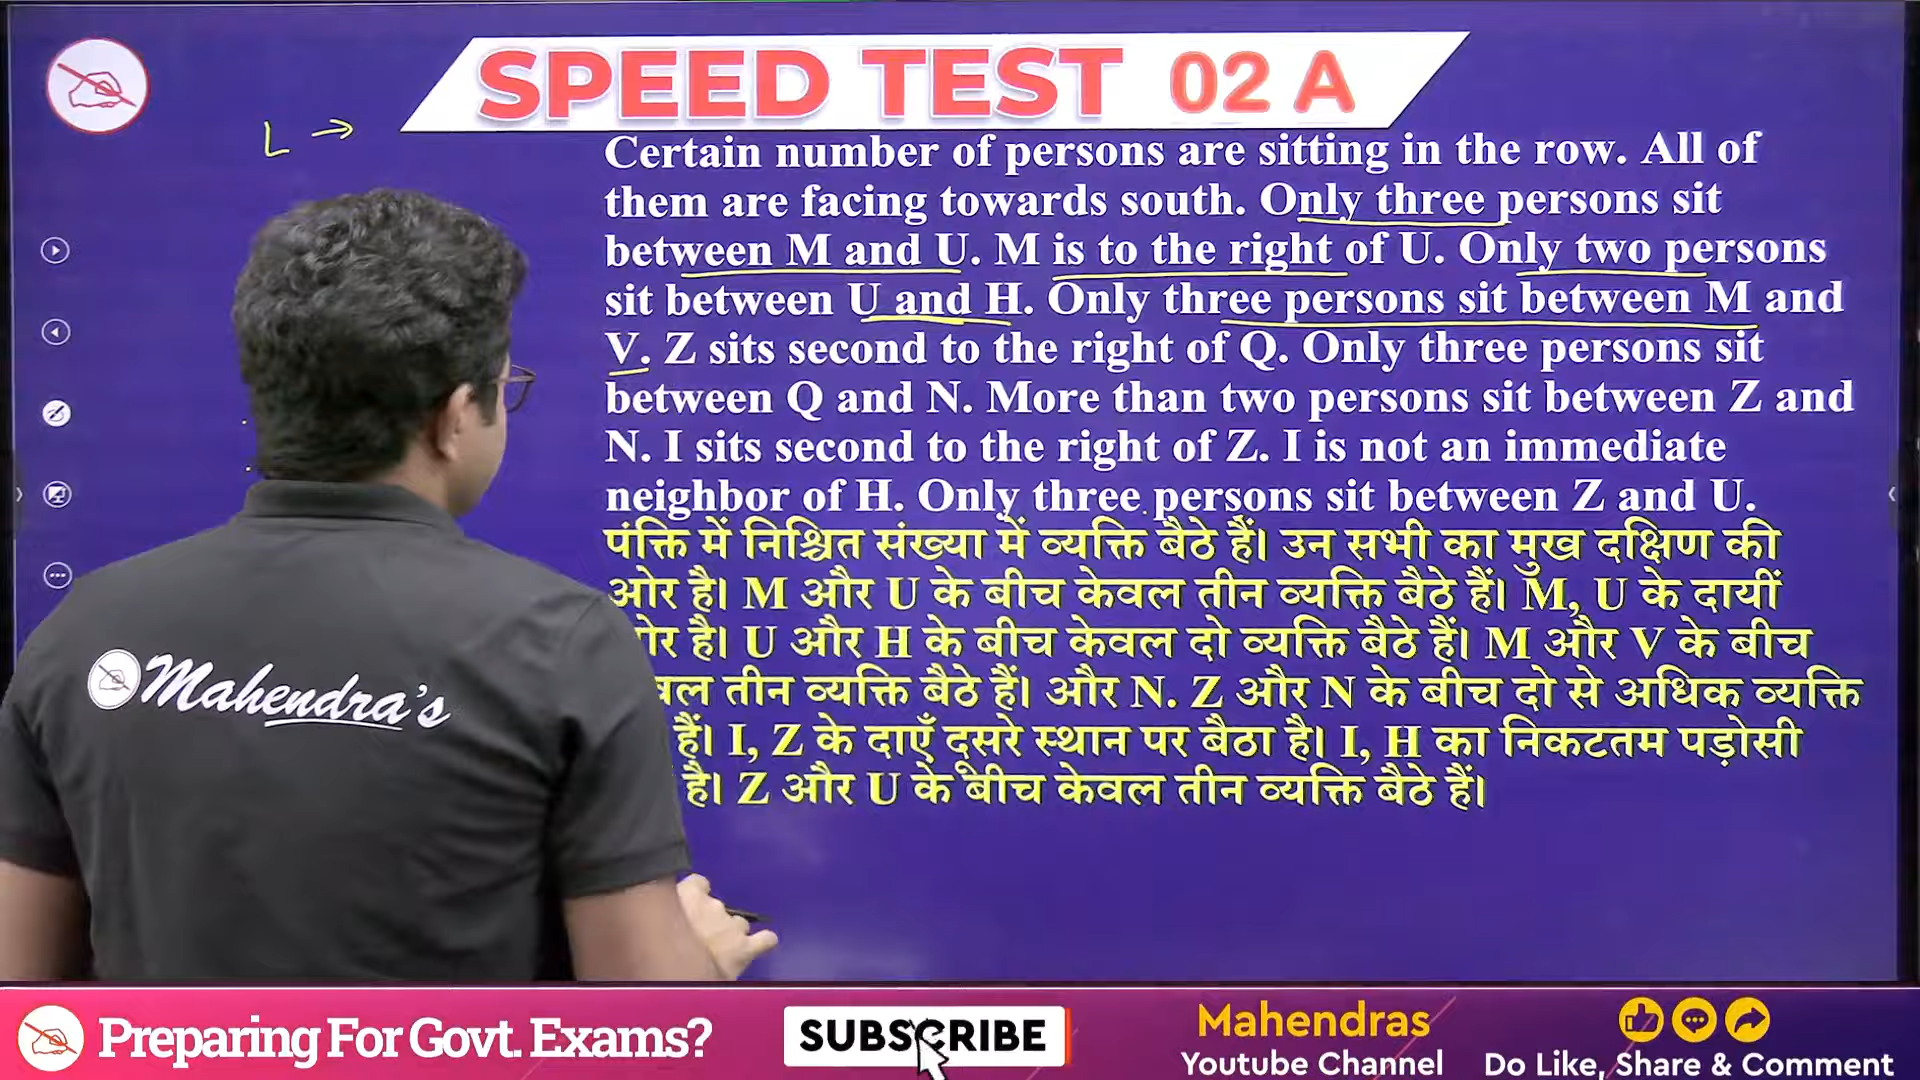 SPEED TEST 02 A
L →
Certain number of persons are sitting in the row. All of
them are facing towards south. Only three persons sit
between M and U. M is to the right of U. Only two persons
sit between U and H. Only three persons sit between M and
V. Z sits second to the right of Q. Only three persons sit
between Q and N. More than two persons sit between Z and
N. I sits second to the right of Z. I is not an immediate
neighbor of H. Only three persons sit between Z and U.
पंक्ति में निश्चित संख्या में व्यक्ति बैठे हैं। उन सभी का मुख दक्षिण की
ओर है। M और U के बीच केवल तीन व्यक्ति बैठे हैं। M, U के दायीं
है। U और H के बीच केवल दो व्यक्ति बैठे हैं। M और V के बीच
तीन व्यक्ति बैठे हैं। और N. Z और N के बीच दो से अधिक व्यक्ति
हैं। I, Z के दाएँ दूसरे स्थान पर बैठा है। I, H का निकटतम पड़ोसी
है। Z और U के बीच केवल तीन व्यक्ति बैठे हैं।
Mahendra's
Preparing For Govt. Exams?
SUBSCRIBE
Mahendras
Youtube Channel
Do Like, Share & Comment